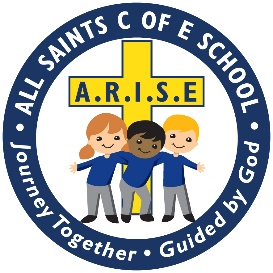 • ALL SAINTS C OF E SCHOOL •
A.R.I.S.E
Journey Together • Guided by God